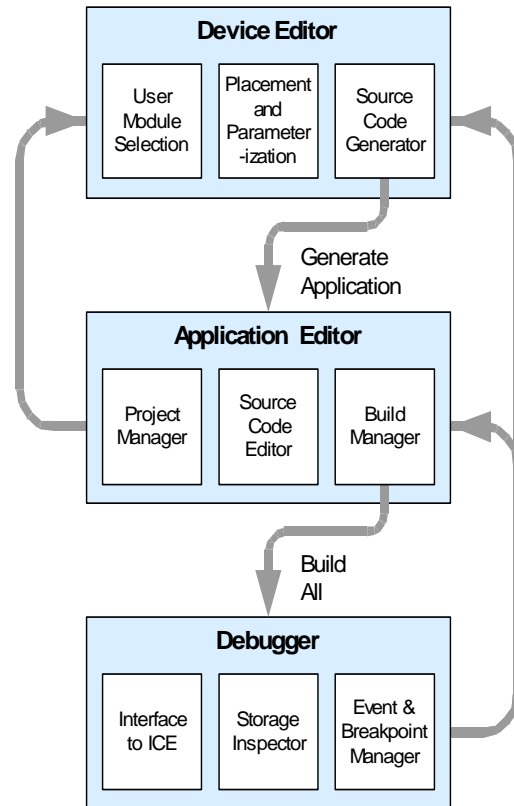 Device Editor
User
Module
Selection
Placement
and
Parameter
-ization
Source
Code
Generator
Generate
Application
Application Editor
Project
Manager
Source
Code
Editor
Build
Manager
Build
All
Debugger
Interface
to ICE
Storage
Inspector
Event &
Breakpoint
Manager